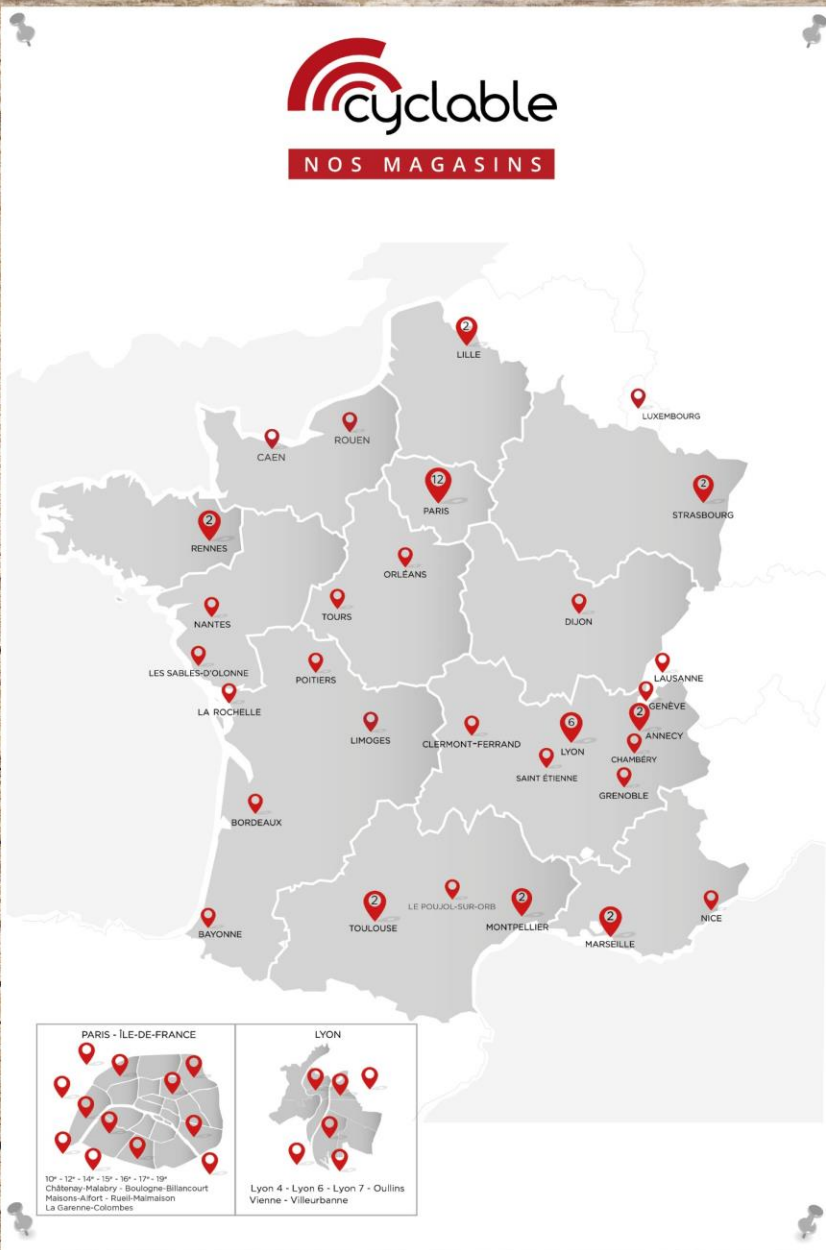 cyclable
NOS MAGASINS
2
LILLE
LUXEMBOURG
ROUEN
CAEN
12
PARIS
2
STRASBOURG
2
RENNES
ORLÉANS
TOURS
DIJON
NANTES
LES SABLES-D'OLONNE
POITIERS
LAUSANNE
LA ROCHELLE
GENÈVE
2
ANNECY
LIMOGES
CLERMONT-FERRAND
6
LYON
CHAMBÉRY
SAINT ÉTIENNE
GRENOBLE
BORDEAUX
2
TOULOUSE
LE POUJOL-SUR-ORB
2
MONTPELLIER
2
MARSEILLE
NICE
BAYONNE
PARIS - ÎLE-DE-FRANCE
10e - 12e - 14e - 15e - 16e - 17e - 19e
Châtenay-Malabry - Boulogne-Billancourt
Maisons-Alfort - Rueil-Malmaison
La Garenne-Colombes
LYON
Lyon 4 - Lyon 6 - Lyon 7 - Oullins
Vienne - Villeurbanne